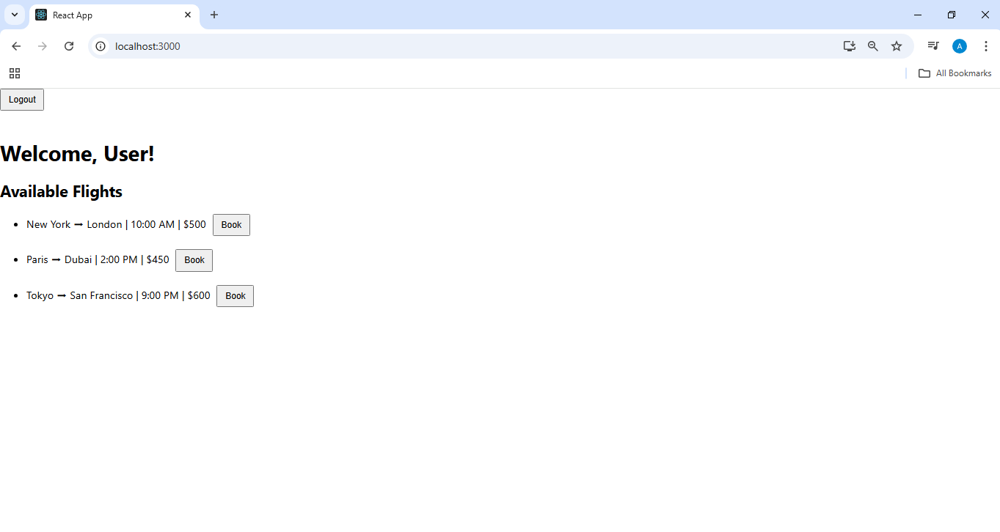 React App
localhost:3000
All Bookmarks
A
Logout
Welcome, User!
Available Flights
New York ➡ London | 10:00 AM | $500 Book
Paris ➡ Dubai | 2:00 PM | $450 Book
Tokyo ➡ San Francisco | 9:00 PM | $600 Book